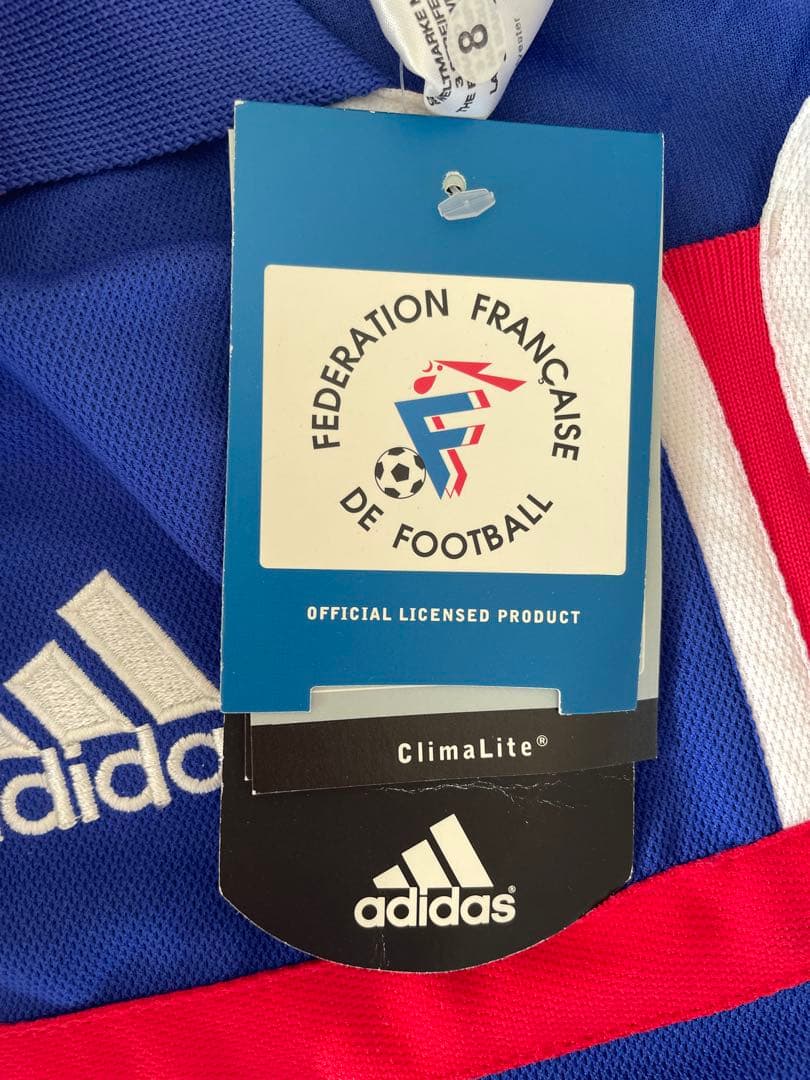 8
FEDERATION FRANÇAISE
DE FOOTBALL
OFFICIAL LICENSED PRODUCT
ClimaLite®
adidas®
adidas